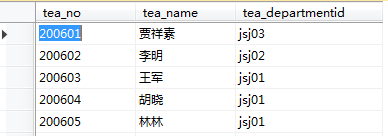 tea_no tea_name tea_departmentid
200601 贾祥素 jsj03
200602 李明 jsj02
200603 王军 jsj01
200604 胡晓 jsj01
200605 林林 jsj01